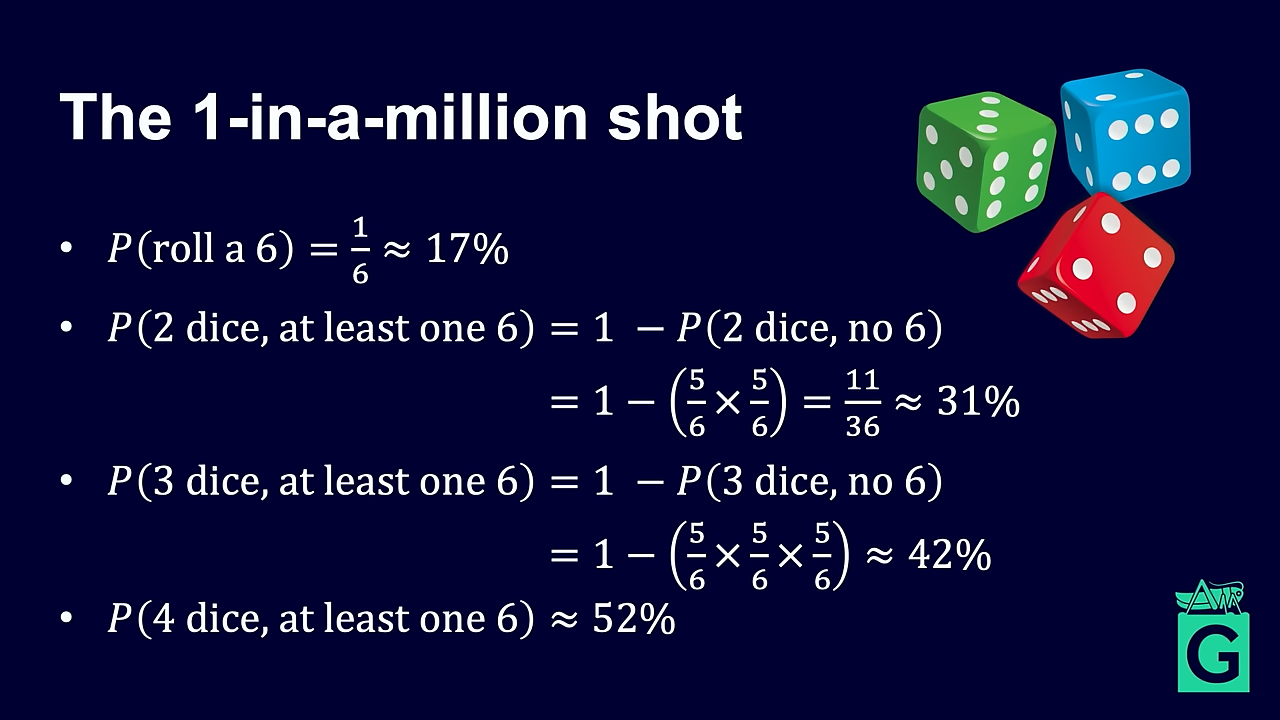 The 1-in-a-million shot
• P(roll a 6) = 1/6 ≈ 17%
• P(2 dice, at least one 6) = 1 − P(2 dice, no 6)
= 1 − (5/6 × 5/6) = 11/36 ≈ 31%
• P(3 dice, at least one 6) = 1 − P(3 dice, no 6)
= 1 − (5/6 × 5/6 × 5/6) ≈ 42%
• P(4 dice, at least one 6) ≈ 52%
G